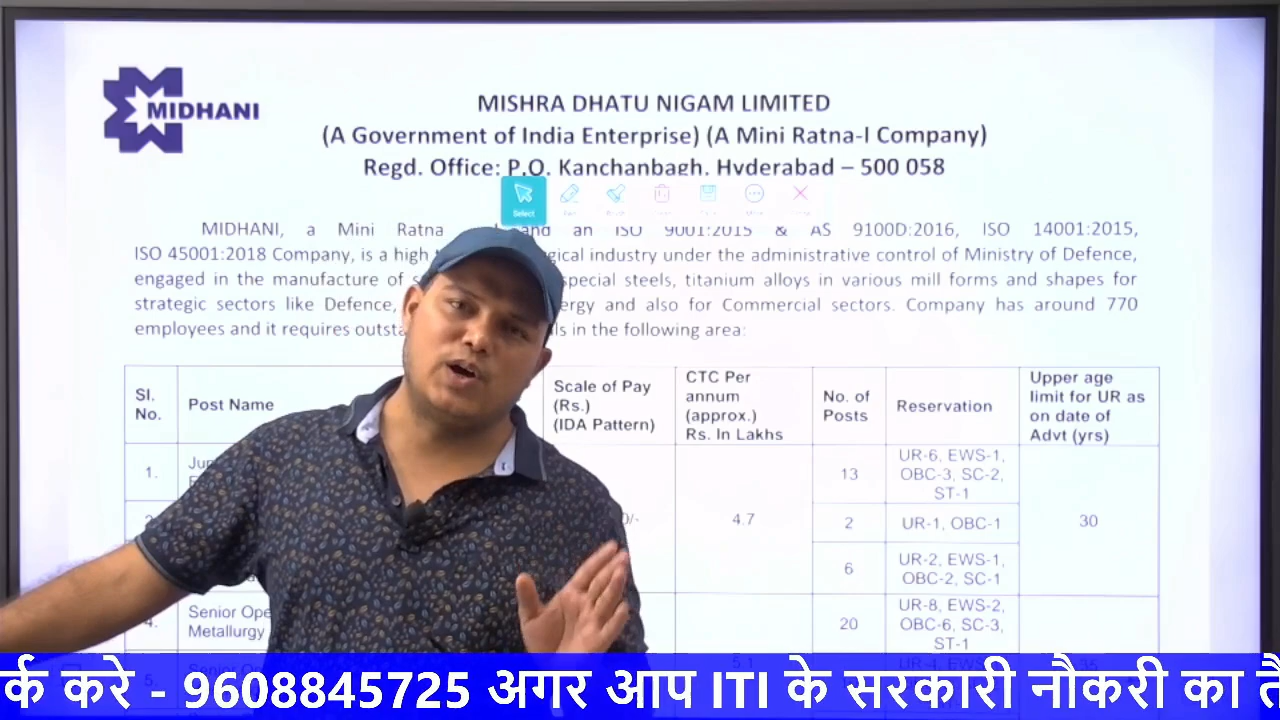 MIDHANI
MISHRA DHATU NIGAM LIMITED
(A Government of India Enterprise) (A Mini Ratna-I Company)
Regd. Office: P.O. Kanchanbagh, Hyderabad – 500 058
Select
MIDHANI, a Mini Ratna and an ISO 9001:2015 & AS 9100D:2016, ISO 14001:2015,
ISO 45001:2018 Company, is a high industry under the administrative control of Ministry of Defence,
engaged in the manufacture of special steels, titanium alloys in various mill forms and shapes for
strategic sectors like Defence, and also for Commercial sectors. Company has around 770
employees and it requires in the following area:
Sl. No.
Post Name
Scale of Pay (Rs.) (IDA Pattern)
CTC Per annum (approx.) Rs. In Lakhs
No. of Posts
Reservation
Upper age limit for UR as on date of Advt (yrs)
1.
13
UR-6, EWS-1,
OBC-3, SC-2,
ST-1
4.7
2
UR-1, OBC-1
30
6
UR-2, EWS-1,
OBC-2, SC-1
4.
Senior
Metallurgy
20
UR-8, EWS-2,
OBC-6, SC-3,
ST-1
5.
5.1
35
करे - 9608845725 अगर आप ITI के सरकारी नौकरी का